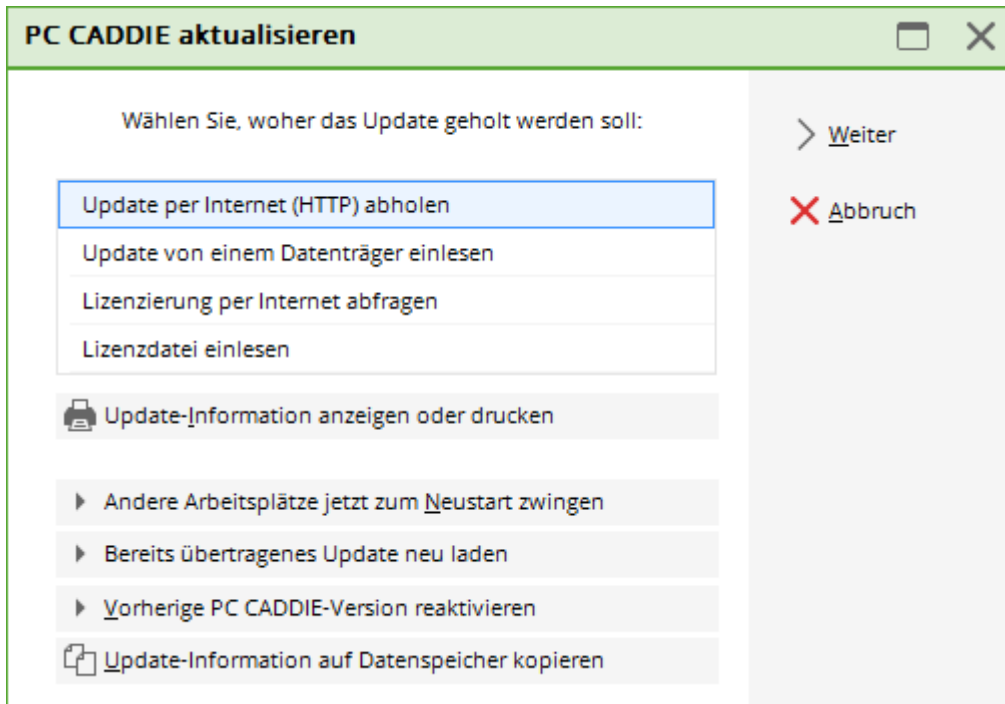 PC CADDIE aktualisieren
Wählen Sie, woher das Update geholt werden soll:
Update per Internet (HTTP) abholen
Update von einem Datenträger einlesen
Lizenzierung per Internet abfragen
Lizenzdatei einlesen
Update-Information anzeigen oder drucken
Andere Arbeitsplätze jetzt zum Neustart zwingen
Bereits übertragenes Update neu laden
Vorherige PC CADDIE-Version reaktivieren
Update-Information auf Datenspeicher kopieren
Weiter
Abbruch